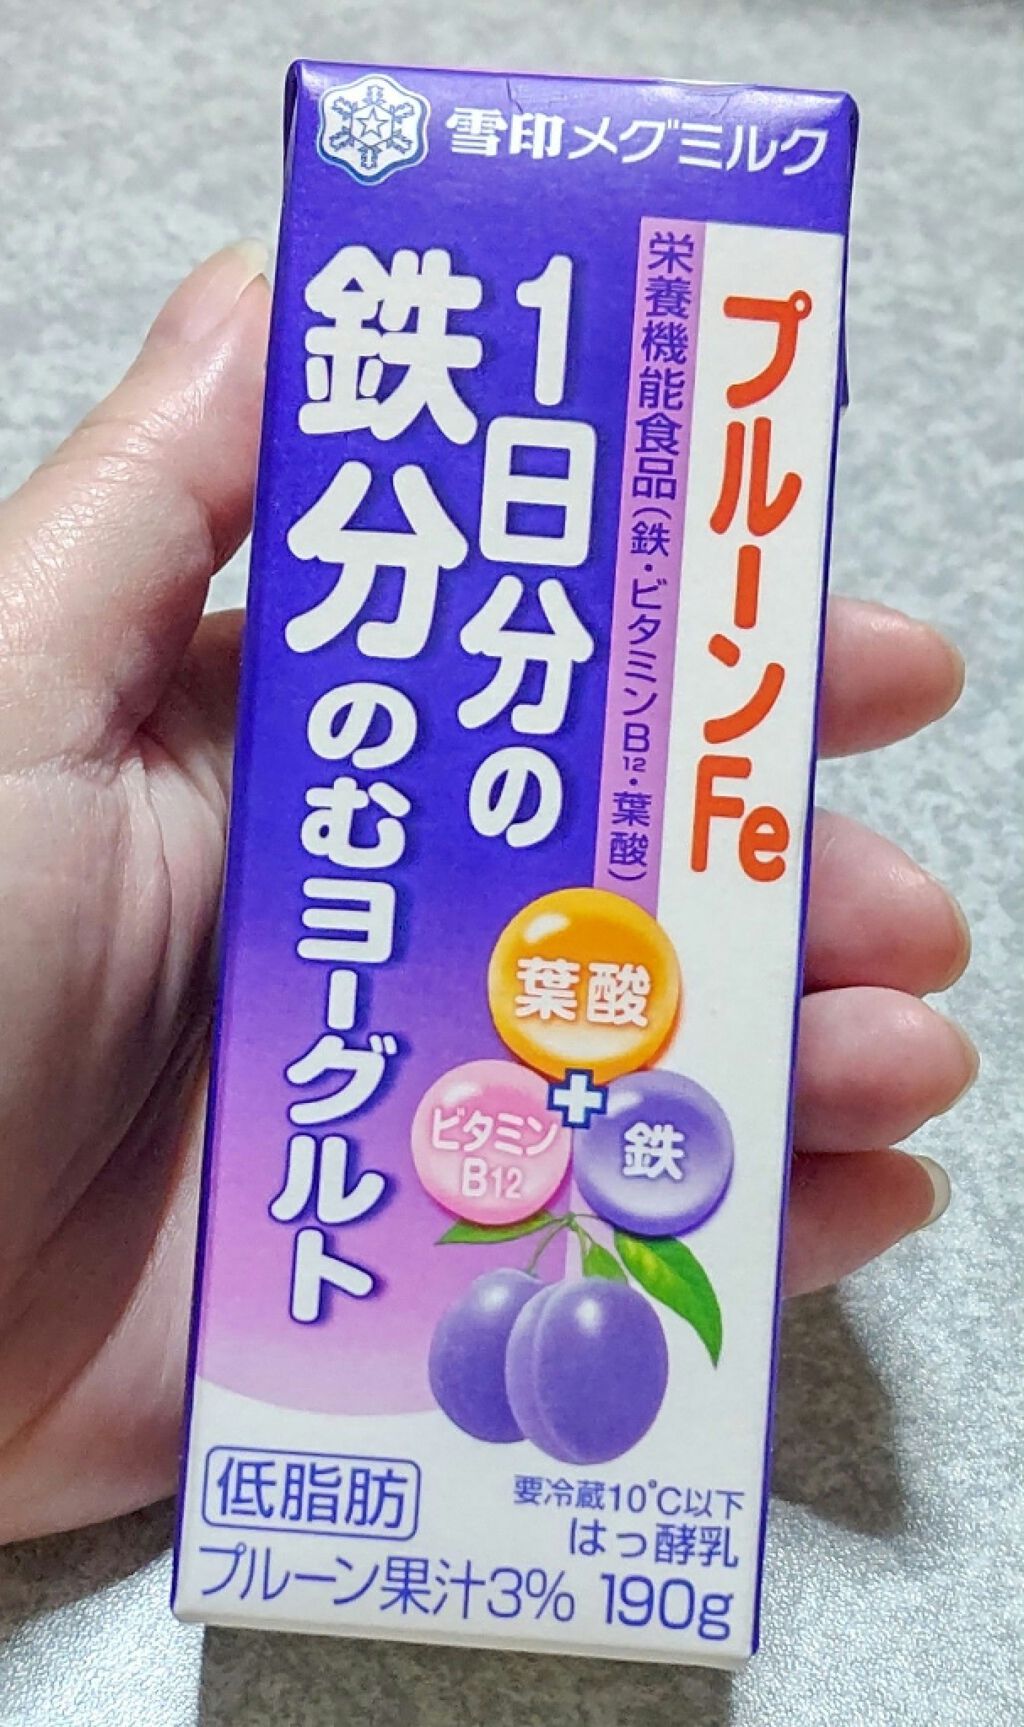 雪印メグミルク
プルーンFe
栄養機能食品(鉄・ビタミンB12・葉酸)
1日分の
鉄分のむヨーグルト
葉酸
+
ビタミン
B12
鉄
低脂肪
要冷蔵10℃以下
はっ酵乳
プルーン果汁3% 190g